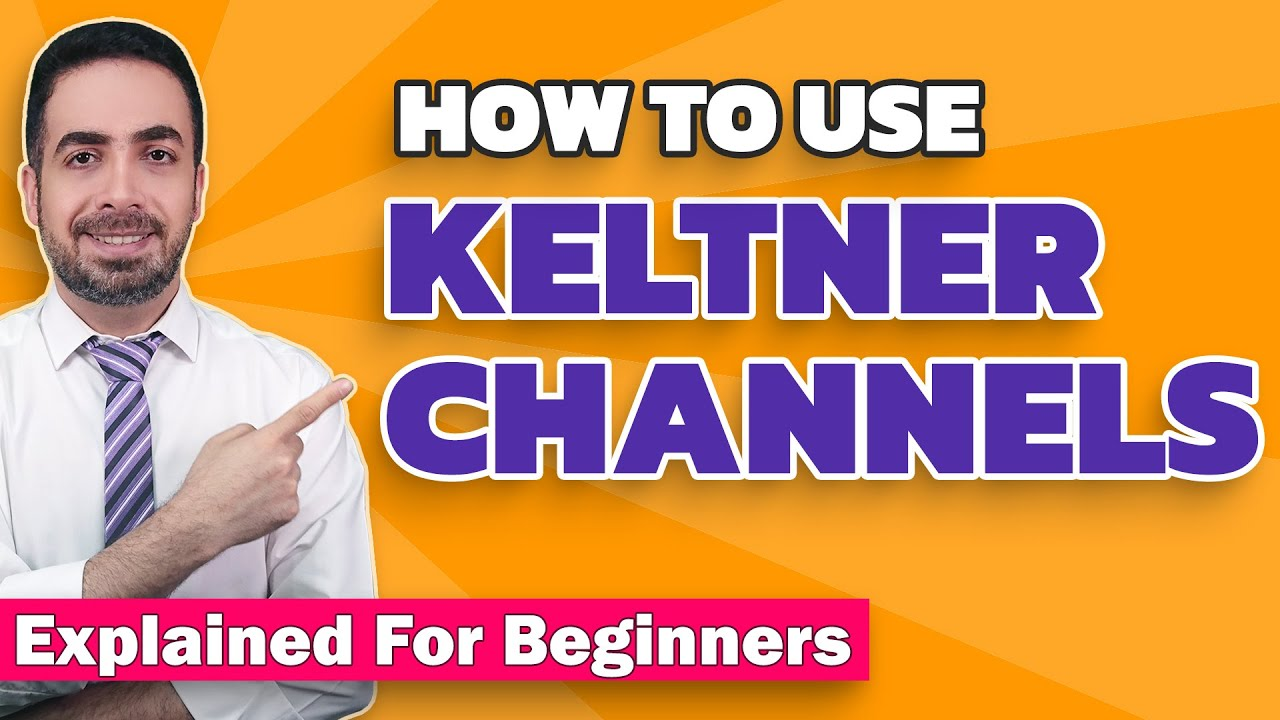 HOW TO USE
KELTNER
CHANNELS
Explained For Beginners